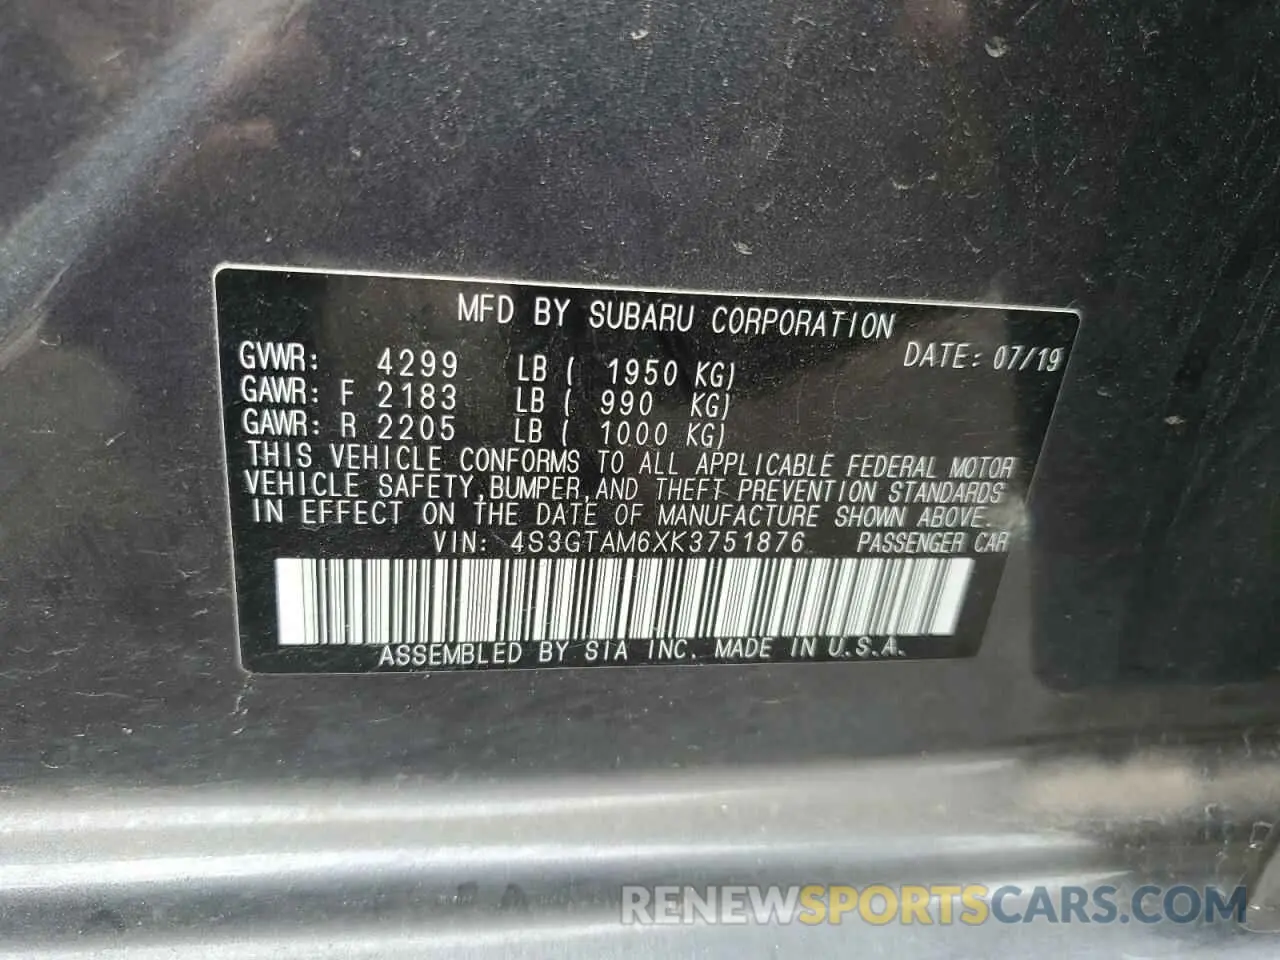 MFD BY SUBARU CORPORATION
GVWR: 4299 LB ( 1950 KG) DATE: 07/19
GAWR: F 2183 LB ( 990 KG)
GAWR: R 2205 LB ( 1000 KG)
THIS VEHICLE CONFORMS TO ALL APPLICABLE FEDERAL MOTOR
VEHICLE SAFETY, BUMPER, AND THEFT PREVENTION STANDARDS
IN EFFECT ON THE DATE OF MANUFACTURE SHOWN ABOVE.
VIN: 4S3GTAM6XK3751876 PASSENGER CAR
ASSEMBLED BY SIA INC. MADE IN U.S.A.
RENEWSPORTSCARS.COM